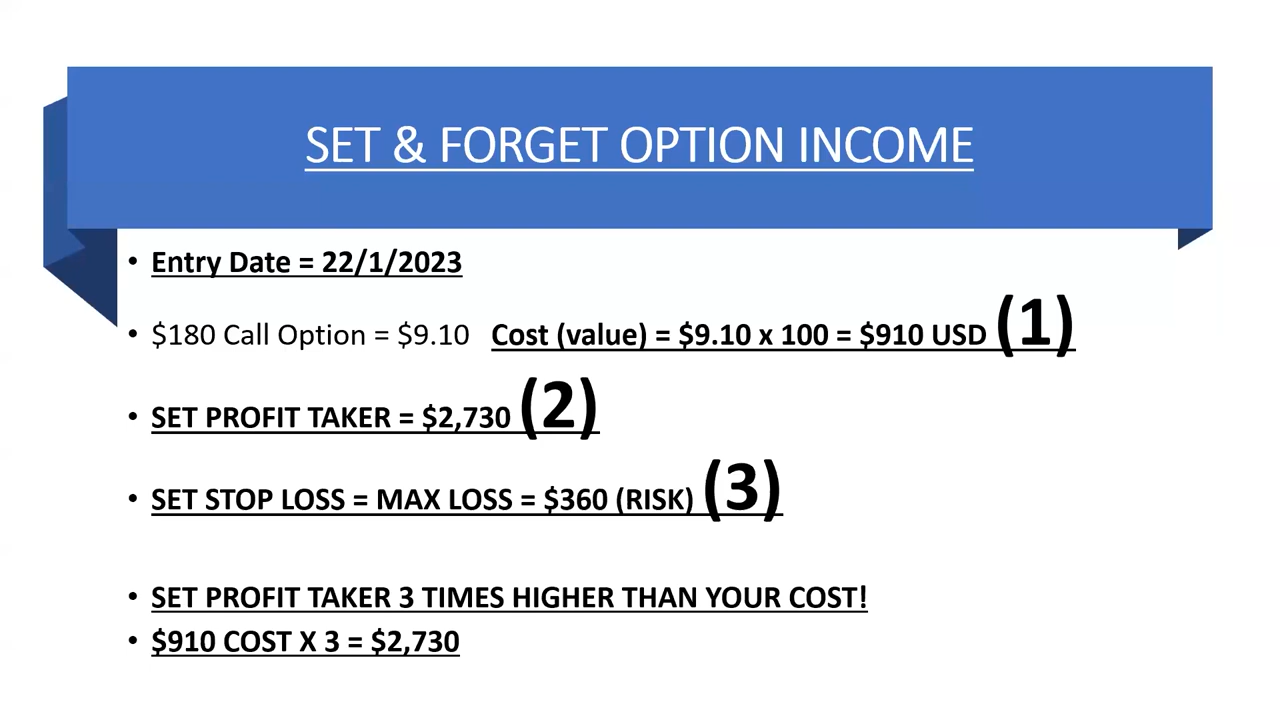 SET & FORGET OPTION INCOME
• Entry Date = 22/1/2023
• $180 Call Option = $9.10 Cost (value) = $9.10 x 100 = $910 USD (1)
• SET PROFIT TAKER = $2,730 (2)
• SET STOP LOSS = MAX LOSS = $360 (RISK) (3)
• SET PROFIT TAKER 3 TIMES HIGHER THAN YOUR COST!
• $910 COST X 3 = $2,730